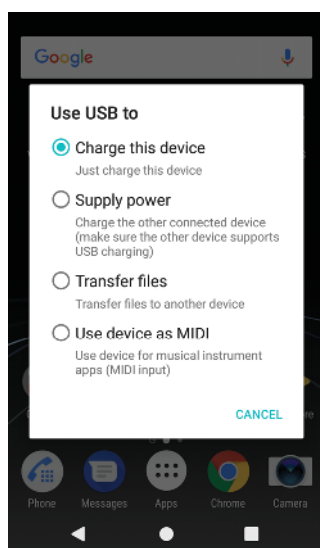 Google
Use USB to
Charge this device
Just charge this device
Supply power
Charge the other connected device
(make sure the other device supports
USB charging)
Transfer files
Transfer files to another device
Use device as MIDI
Use device for musical instrument
apps (MIDI input)
CANCEL
Phone Messages Apps Chrome Camera